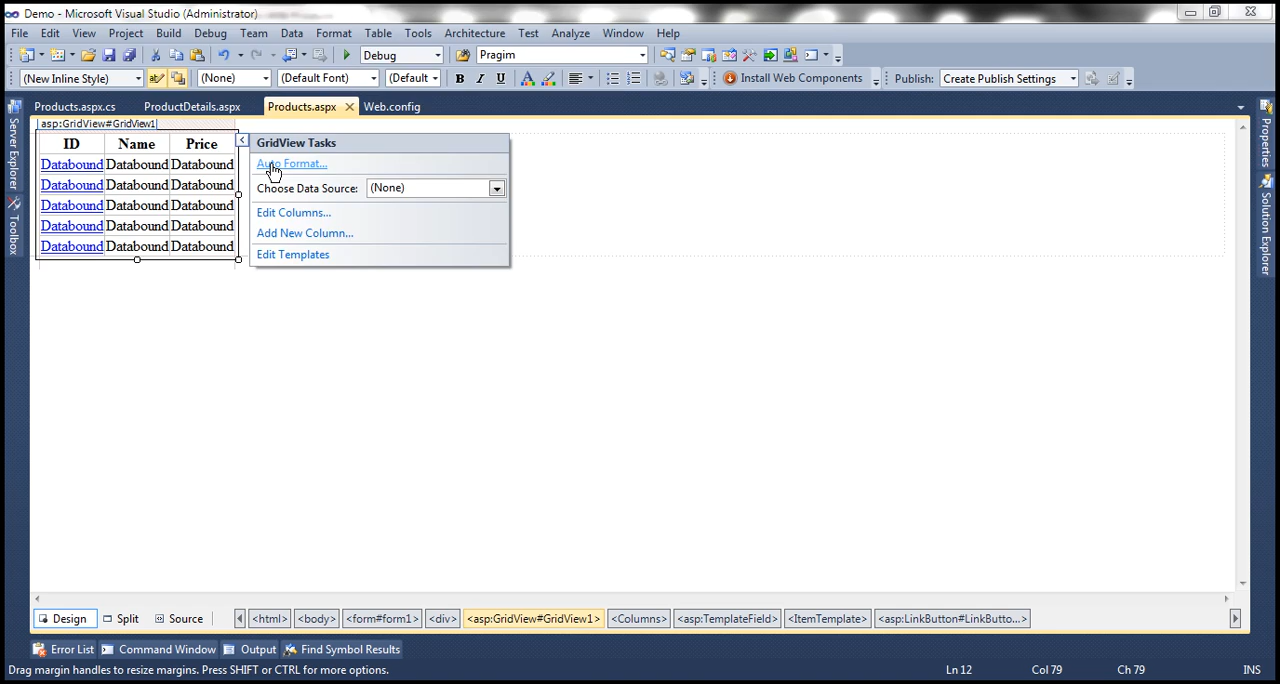 Demo - Microsoft Visual Studio (Administrator)
File Edit View Project Build Debug Team Data Format Table Tools Architecture Test Analyze Window Help
Debug Pragim
(New Inline Style) (None) (Default Font) (Default B I U A Install Web Components Publish: Create Publish Settings
Products.aspx.cs ProductDetails.aspx Products.aspx Web.config
Server Explorer
Toolbox
Properties
Solution Explorer
asp:GridView#GridView1
ID Name Price
Databound Databound Databound
Databound Databound Databound
Databound Databound Databound
Databound Databound Databound
Databound Databound Databound
GridView Tasks
Auto Format...
Choose Data Source: (None)
Edit Columns...
Add New Column...
Edit Templates
Design Split Source <html> <body> <form#form1> <div> <asp:GridView#GridView1> <Columns> <asp:TemplateField> <ItemTemplate> <asp:LinkButton#LinkButto...>
Error List Command Window Output Find Symbol Results
Drag margin handles to resize margins. Press SHIFT or CTRL for more options. Ln 12 Col 79 Ch 79 INS